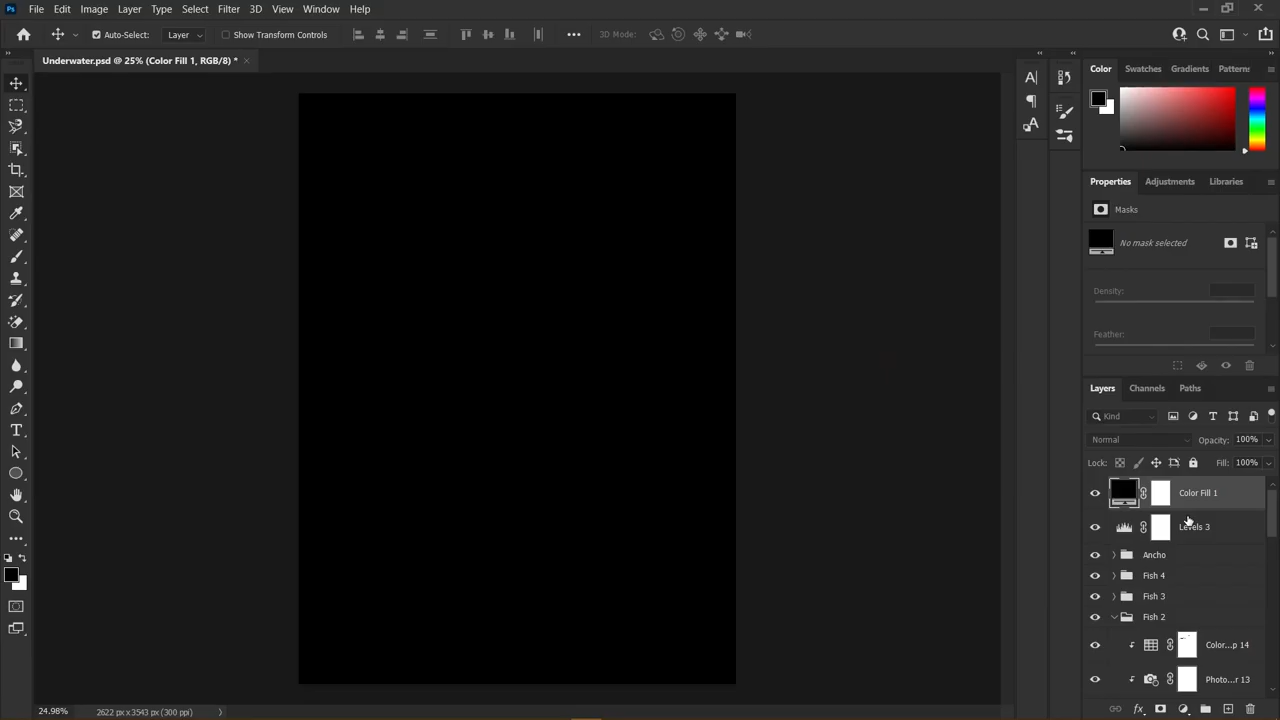 Ps File Edit Image Layer Type Select Filter 3D View Window Help
Auto-Select: Layer Show Transform Controls 3D Mode:
Underwater.psd @ 25% (Color Fill 1, RGB/8) *
Color Swatches Gradients Patterns
Properties Adjustments Libraries
Masks
No mask selected
Density:
Feather:
Layers Channels Paths
Kind
Normal Opacity: 100%
Lock: Fill: 100%
Color Fill 1
Levels 3
Ancho
Fish 4
Fish 3
Fish 2
Color...p 14
Photo...r 13
24.98% 2622 px x 3543 px (300 ppi)